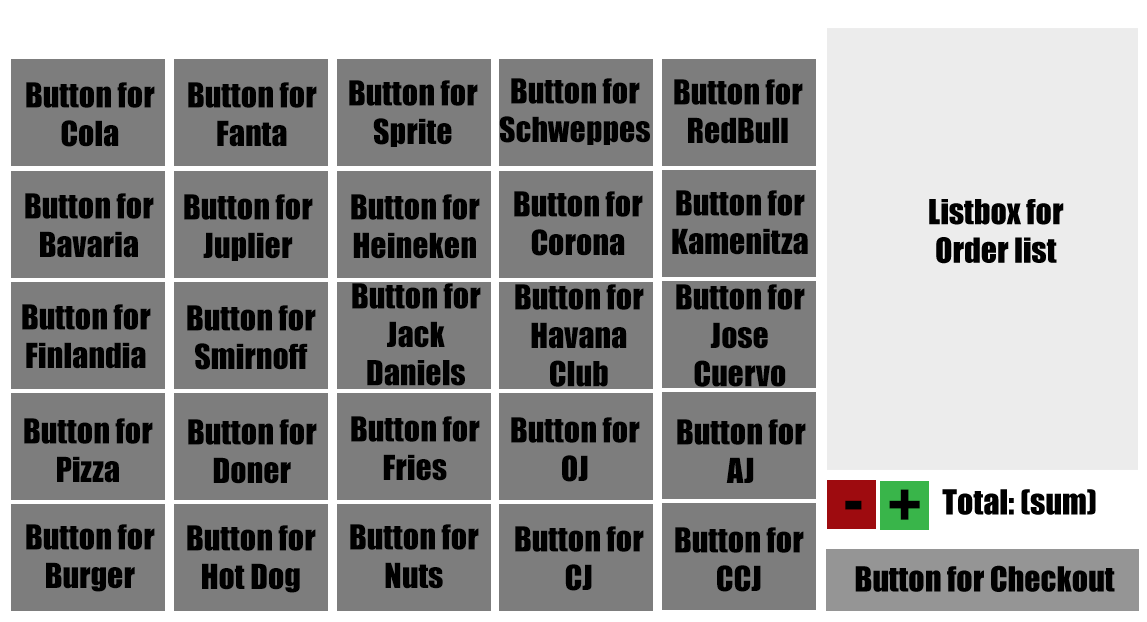 Button for
Cola
Button for
Fanta
Button for
Sprite
Button for
Schweppes
Button for
RedBull
Button for
Bavaria
Button for
Juplier
Button for
Heineken
Button for
Corona
Button for
Kamenitza
Button for
Finlandia
Button for
Smirnoff
Button for
Jack
Daniels
Button for
Havana
Club
Button for
Jose
Cuervo
Button for
Pizza
Button for
Doner
Button for
Fries
Button for
OJ
Button for
AJ
Button for
Burger
Button for
Hot Dog
Button for
Nuts
Button for
CJ
Button for
CCJ
Listbox for
Order list
- + Total: (sum)
Button for Checkout